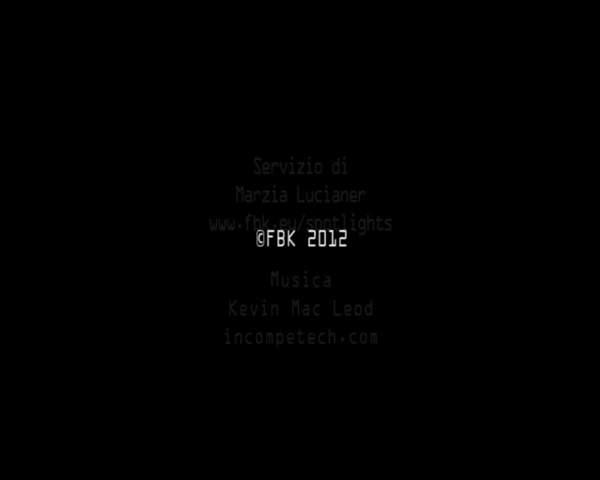 Servizio di
Marzia Lucianer
www.fbk.eu/spotlights
©FBK 2012
Musica
Kevin Mac Leod
incompetech.com